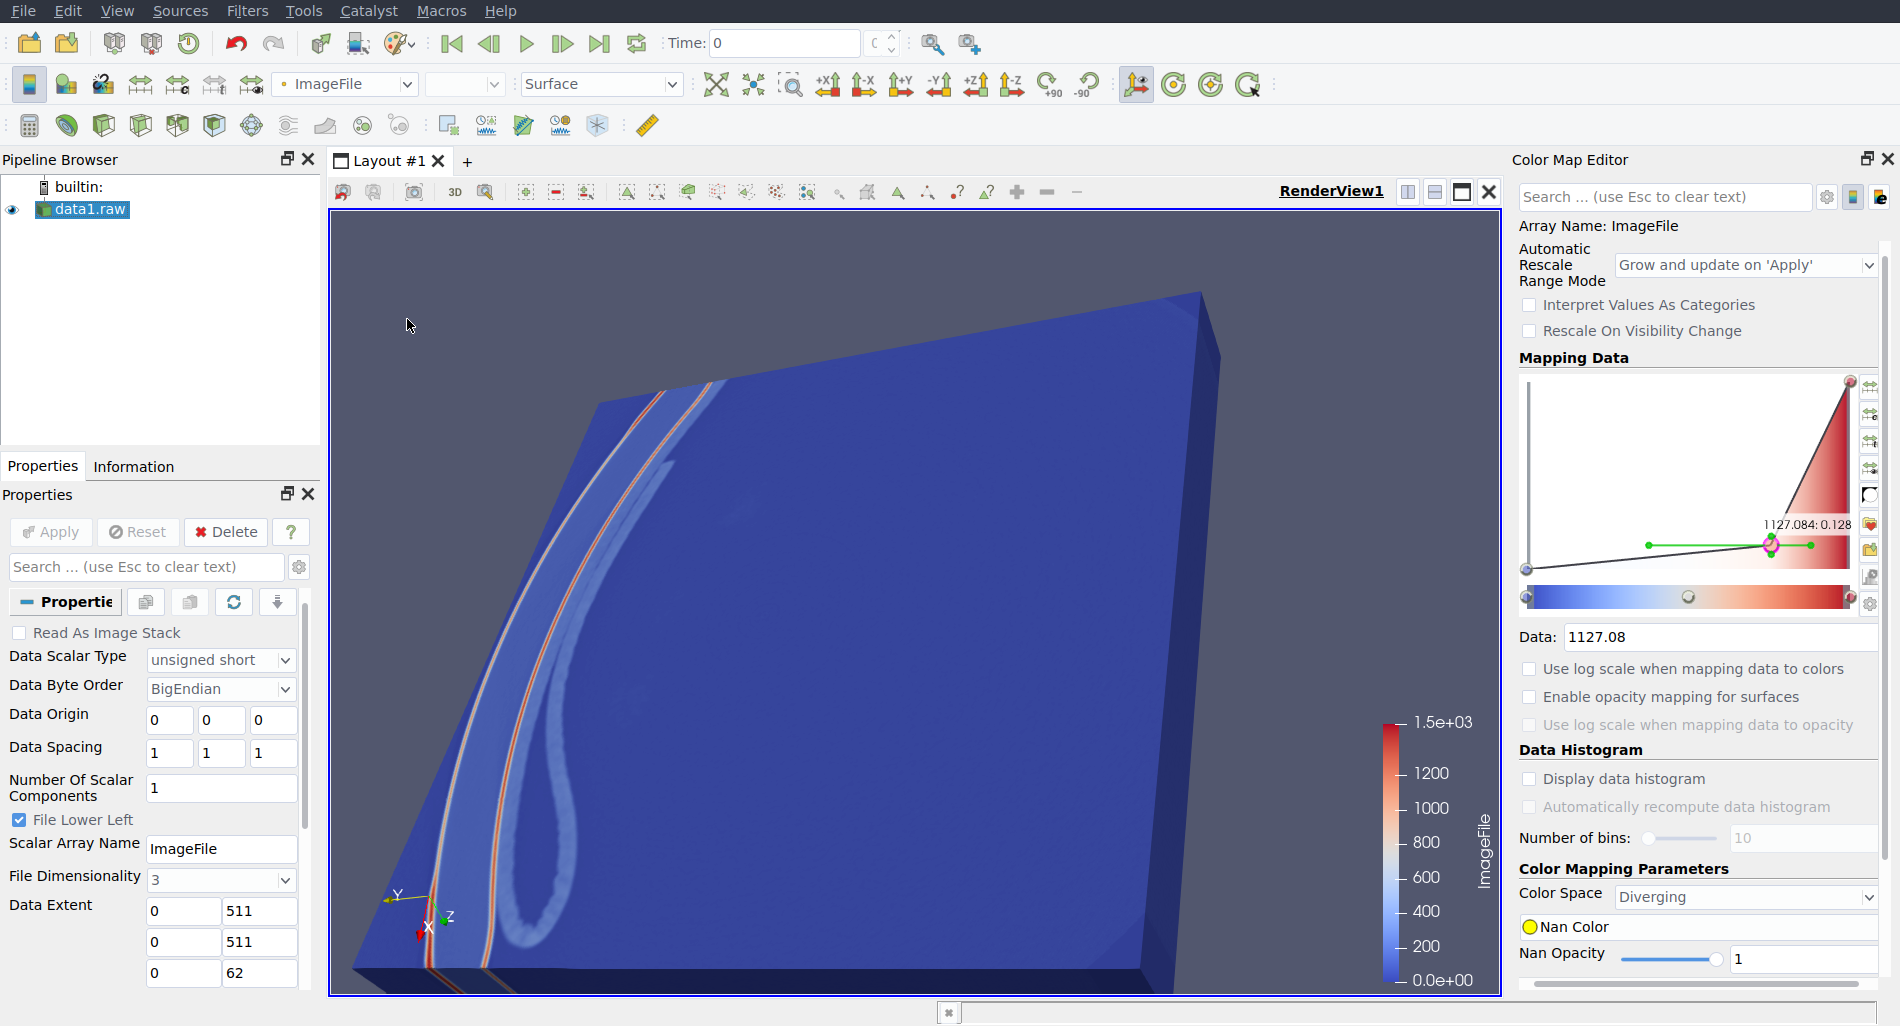 File Edit View Sources Filters Tools Catalyst Macros Help
Time: 0
ImageFile Surface +X -X +Y -Y +Z -Z +90 -90
Pipeline Browser
builtin:
data1.raw
Properties Information
Properties
Apply Reset Delete ?
Search ... (use Esc to clear text)
Propertie
Read As Image Stack
Data Scalar Type unsigned short
Data Byte Order BigEndian
Data Origin 0 0 0
Data Spacing 1 1 1
Number Of Scalar
Components 1
File Lower Left
Scalar Array Name ImageFile
File Dimensionality 3
Data Extent 0 511
0 511
0 62
Layout #1 +
3D RenderView1
Y
Z
X
1.5e+03
1200
1000
800
600
400
200
0.0e+00
ImageFile
Color Map Editor
Search ... (use Esc to clear text)
Array Name: ImageFile
Automatic
Rescale
Range Mode Grow and update on 'Apply'
Interpret Values As Categories
Rescale On Visibility Change
Mapping Data
1127.084: 0.128
Data: 1127.08
Use log scale when mapping data to colors
Enable opacity mapping for surfaces
Use log scale when mapping data to opacity
Data Histogram
Display data histogram
Automatically recompute data histogram
Number of bins: 10
Color Mapping Parameters
Color Space Diverging
Nan Color
Nan Opacity 1